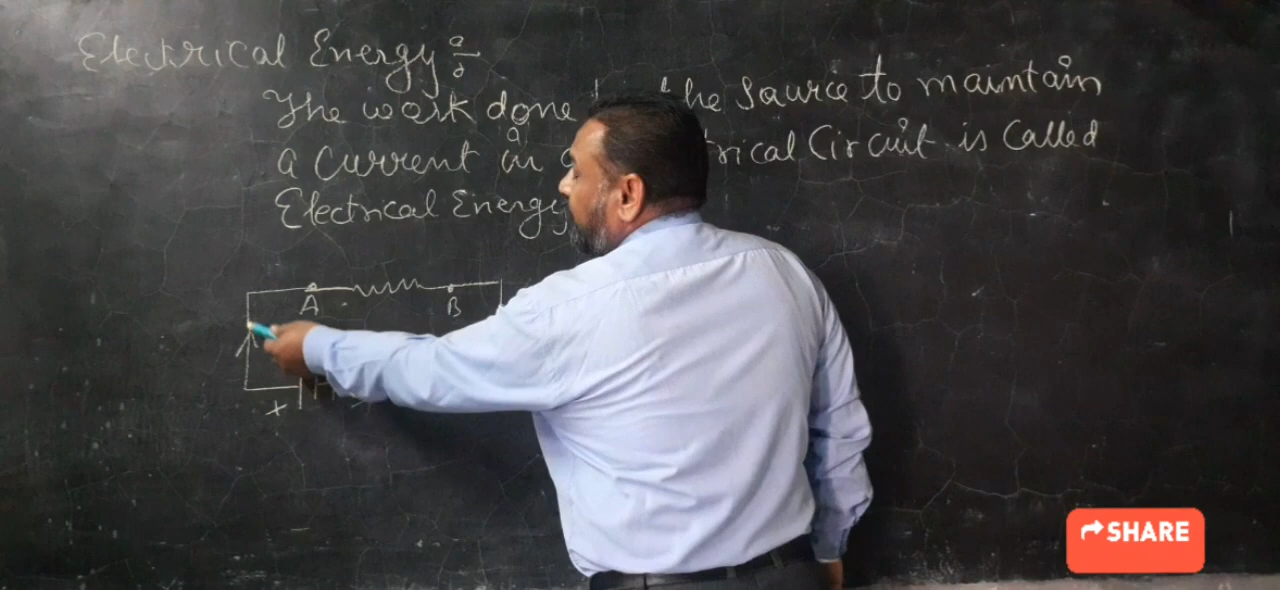 Electrical Energy:-
The work done the source to maintain
a current in trical Circuit is called
Electrical Energy
A B
+
SHARE